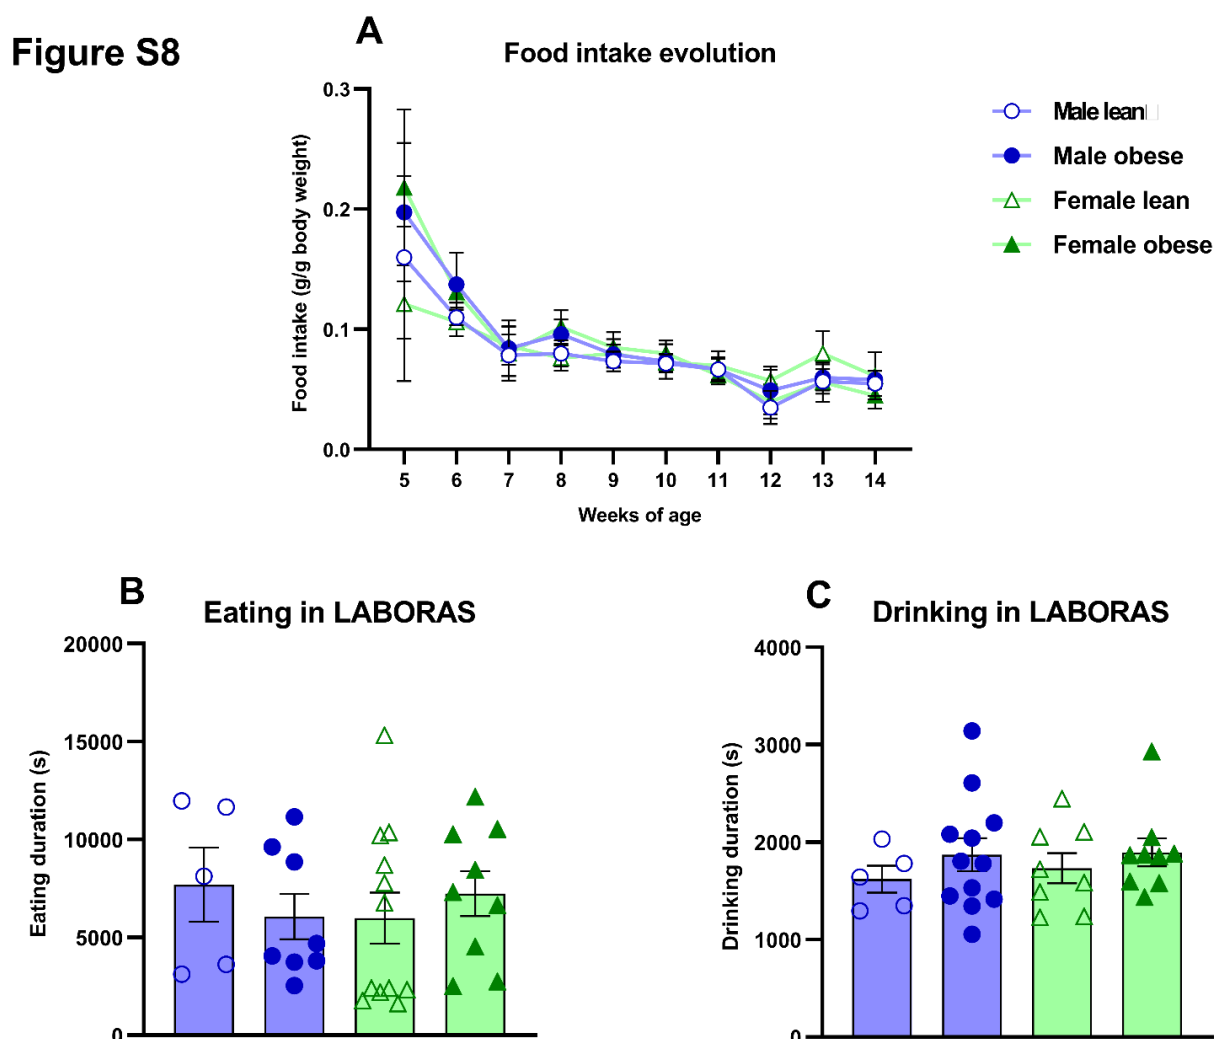 Figure S8
A
Food intake evolution
0.3
0.2
0.1
0.0
Food intake (g/g body weight)
5 6 7 8 9 10 11 12 13 14
Weeks of age
Male lean
Male obese
Female lean
Female obese
B
Eating in LABORAS
20000
15000
10000
5000
0
Eating duration (s)
C
Drinking in LABORAS
4000
3000
2000
1000
0
Drinking duration (s)